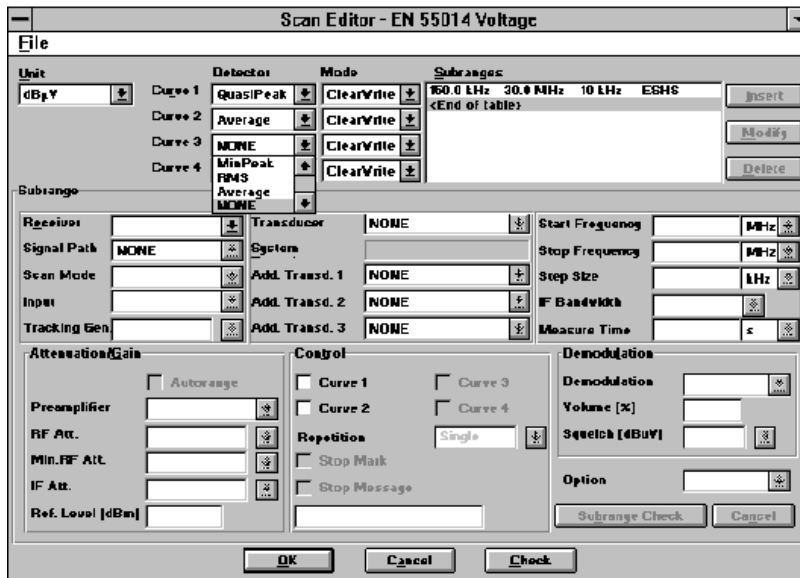 Scan Editor - EN 55014 Voltage
File
Unit
Detector
Mode
Subranges
dBµV
Curve 1
QuasiPeak
ClearWrite
150.0 kHz 30.0 MHz 10 kHz ESHS
<End of table>
Insert
Curve 2
Average
ClearWrite
Modify
Curve 3
NONE
ClearWrite
Curve 4
MinPeak
RMS
Average
NONE
ClearWrite
Delete
Subrange
Receiver
Transducer
NONE
Start Frequency
MHz
Signal Path
NONE
System
Stop Frequency
MHz
Scan Mode
Add. Transd. 1
NONE
Step Size
kHz
Input
Add. Transd. 2
NONE
IF Bandwidth
Tracking Gen.
Add. Transd. 3
NONE
Measure Time
s
Attenuation/Gain
Autorange
Preamplifier
RF Att.
Min.RF Att.
IF Att.
Ref. Level [dBm]
Control
Curve 1
Curve 3
Curve 2
Curve 4
Repetition
Single
Stop Mark
Stop Message
Demodulation
Demodulation
Volume [%]
Squelch [dBuV]
Option
Subrange Check
Cancel
OK
Cancel
Check